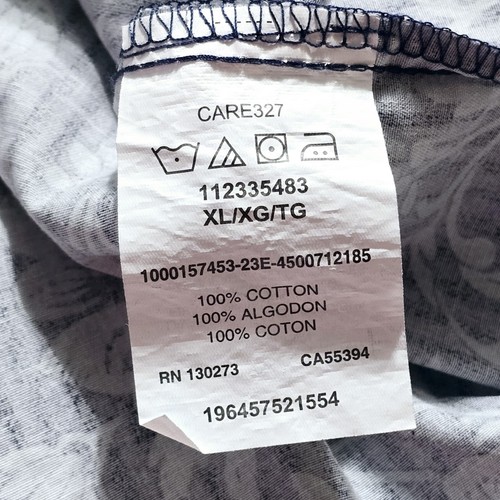 CARE327
112335483
XL/XG/TG
1000157453-23E-4500712185
100% COTTON
100% ALGODON
100% COTON
RN 130273 CA55394
196457521554